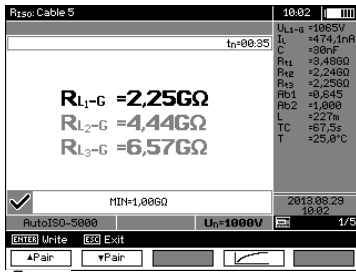 RISO: Cable 5
10:02
tn=00:35
RL1-G =2,25GΩ
RL2-G =4,44GΩ
RL3-G =6,57GΩ
MIN=1,00GΩ
AutoISO-5000
Un=1000V
UL1-G =1065V
IL =474,1nA
C =30nF
Rt1 =3,48GΩ
Rt2 =2,24GΩ
Rt3 =2,25GΩ
Ab1 =0,645
Ab2 =1,000
L =227m
TC =67,5s
T =25,0°C
2013.08.29
10:02
1/5
ENTER Write ESC Exit
▲Pair ▼Pair